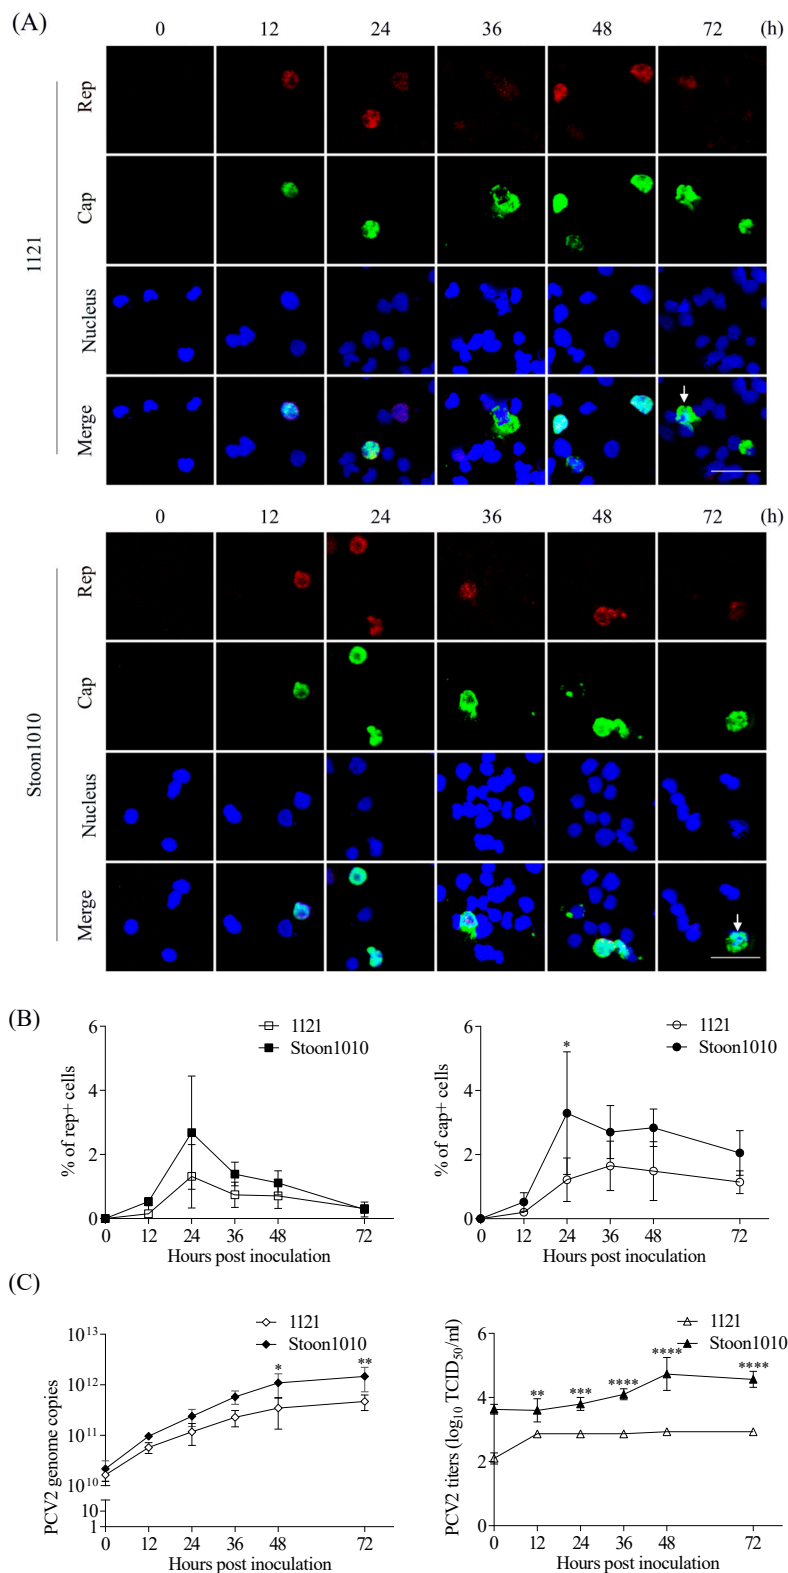 (A)
0 12 24 36 48 72 (h)
1121
Rep
Cap
Nucleus
Merge
0 12 24 36 48 72 (h)
Stoon1010
Rep
Cap
Nucleus
Merge
(B)
1121
Stoon1010
% of rep+ cells
6
4
2
0
0 12 24 36 48 72
Hours post inoculation
1121
Stoon1010
% of cap+ cells
6
4
2
0
*
0 12 24 36 48 72
Hours post inoculation
(C)
1121
Stoon1010
PCV2 genome copies
10¹³
10¹²
10¹¹
10¹⁰
10
1
* **
0 12 24 36 48 72
Hours post inoculation
1121
Stoon1010
PCV2 titers (log₁₀ TCID₅₀/ml)
6
4
2
0
** *** **** **** ****
0 12 24 36 48 72
Hours post inoculation